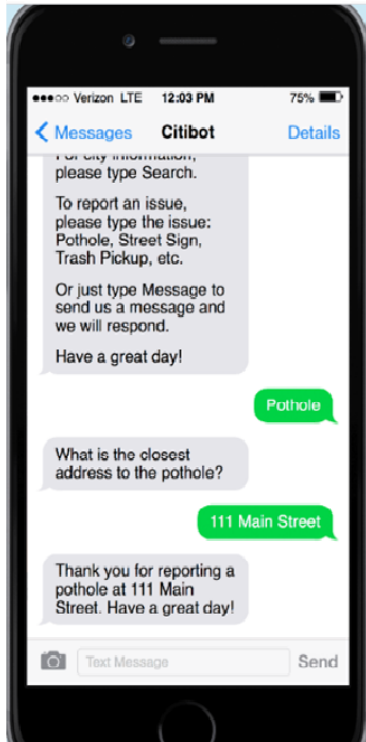 Verizon LTE 12:03 PM 75%
Messages Citibot Details
For city information,
please type Search.
To report an issue,
please type the issue:
Pothole, Street Sign,
Trash Pickup, etc.
Or just type Message to
send us a message and
we will respond.
Have a great day!
Pothole
What is the closest
address to the pothole?
111 Main Street
Thank you for reporting a
pothole at 111 Main
Street. Have a great day!
Text Message Send